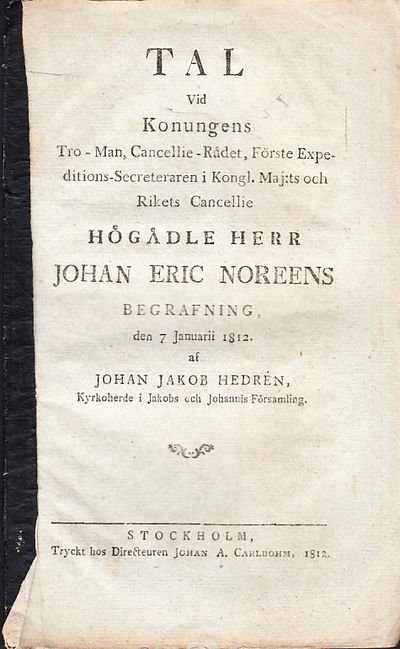 TAL
Vid
Konungens
Tro-Man, Cancellie-Rådet, Förste Expe-
ditions-Secreteraren i Kongl. Maj:ts och
Rikets Cancellie
HÖGÄDLE HERR
JOHAN ERIC NOREENS
BEGRAFNING,
den 7 Januarii 1812.
af
JOHAN JAKOB HEDRÉN,
Kyrkoherde i Jakobs och Johannis Församling.
STOCKHOLM,
Tryckt hos Directeuren JOHAN A. CARLBOHM, 1812.